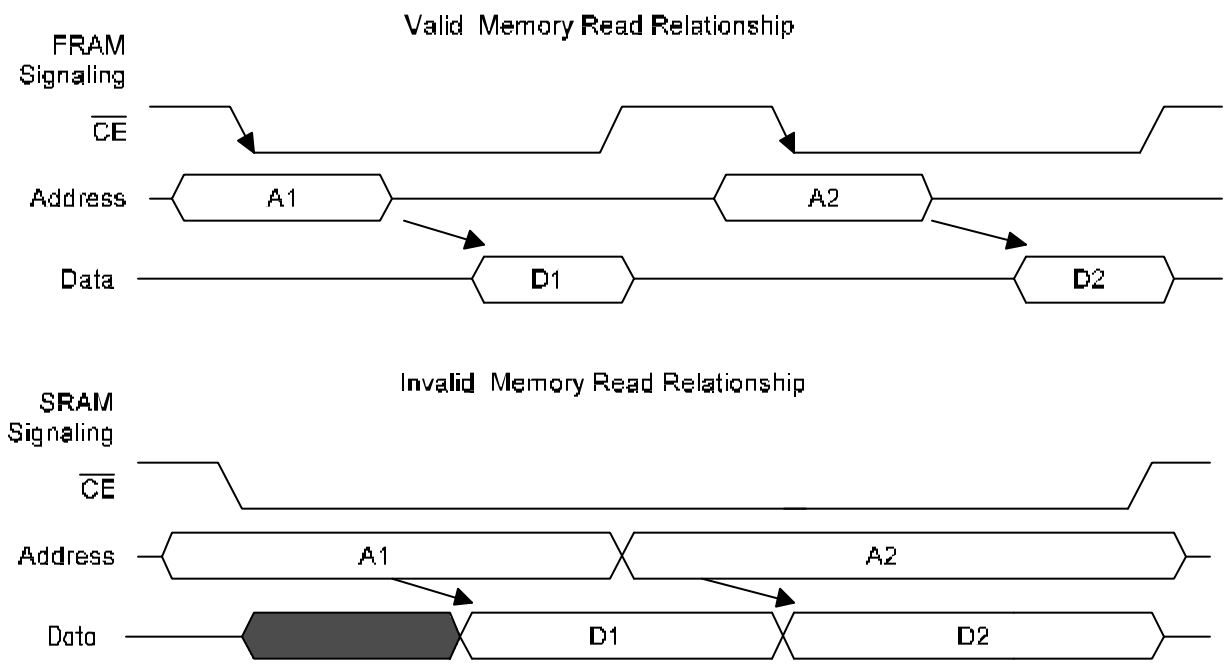 Valid Memory Read Relationship
FRAM
Signaling
CE
Address
A1
A2
Data
D1
D2
Invalid Memory Read Relationship
SRAM
Signaling
CE
Address
A1
A2
Data
D1
D2